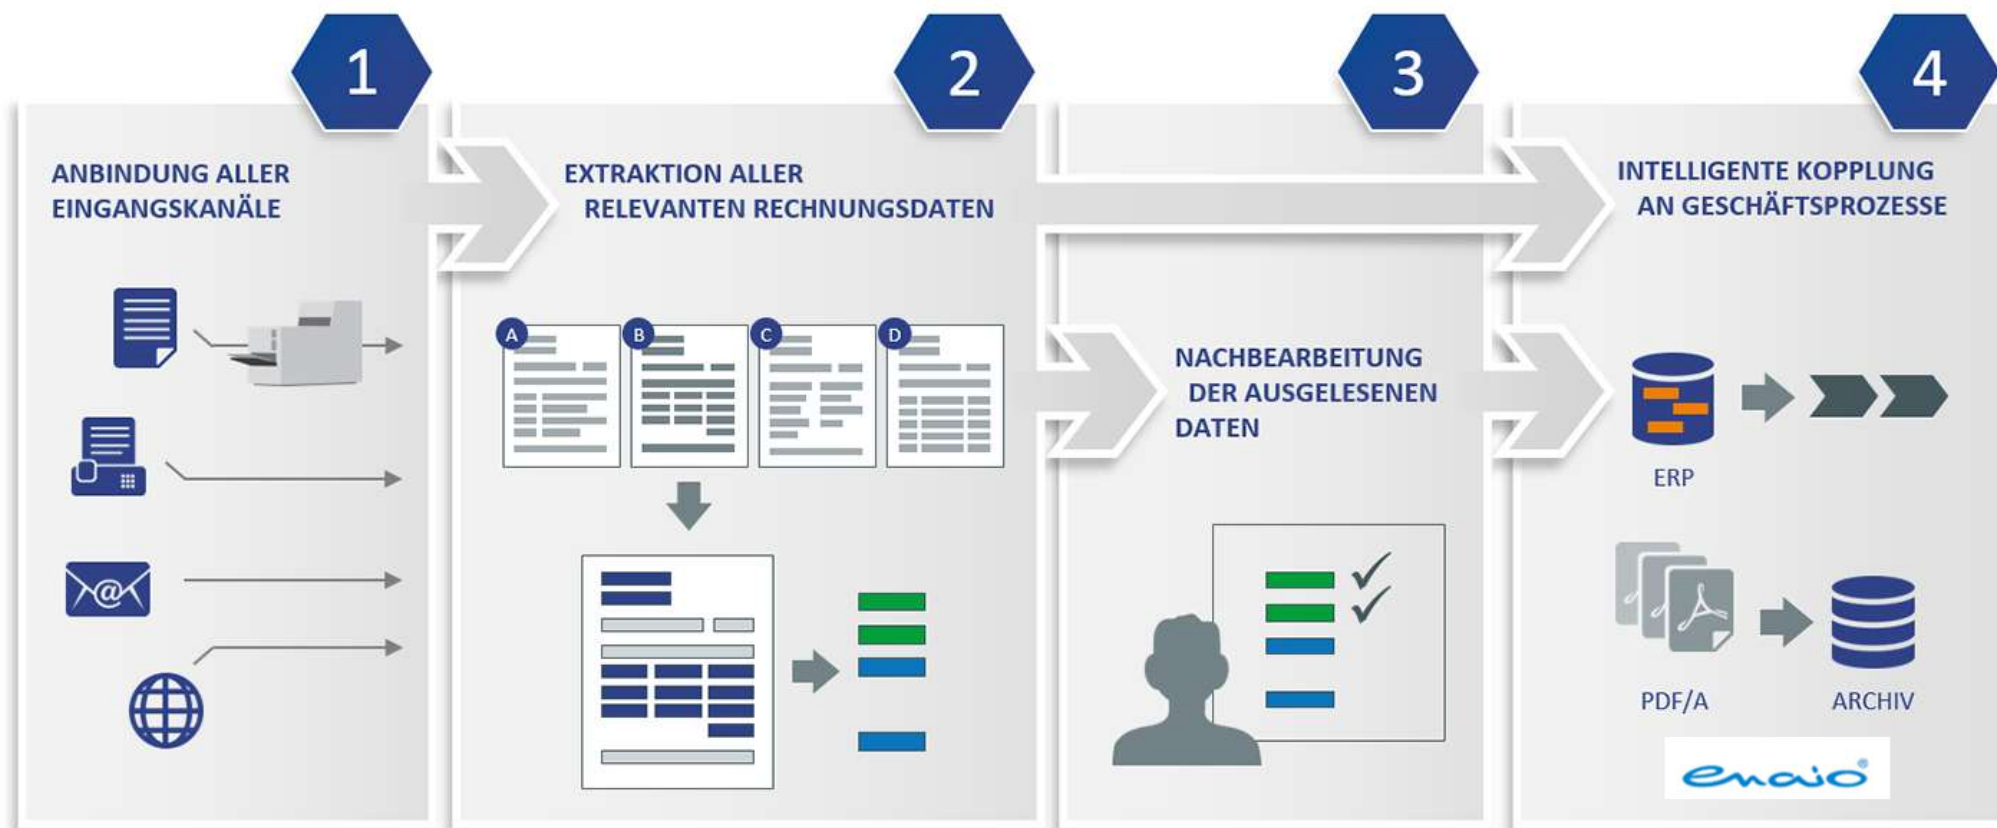 1
ANBINDUNG ALLER
EINGANGSKANÄLE
@
2
EXTRAKTION ALLER
RELEVANTEN RECHNUNGSDATEN
A
B
C
D
3
NACHBEARBEITUNG
DER AUSGELESENEN
DATEN
4
INTELLIGENTE KOPPLUNG
AN GESCHÄFTSPROZESSE
ERP
PDF/A
ARCHIV
enaio®